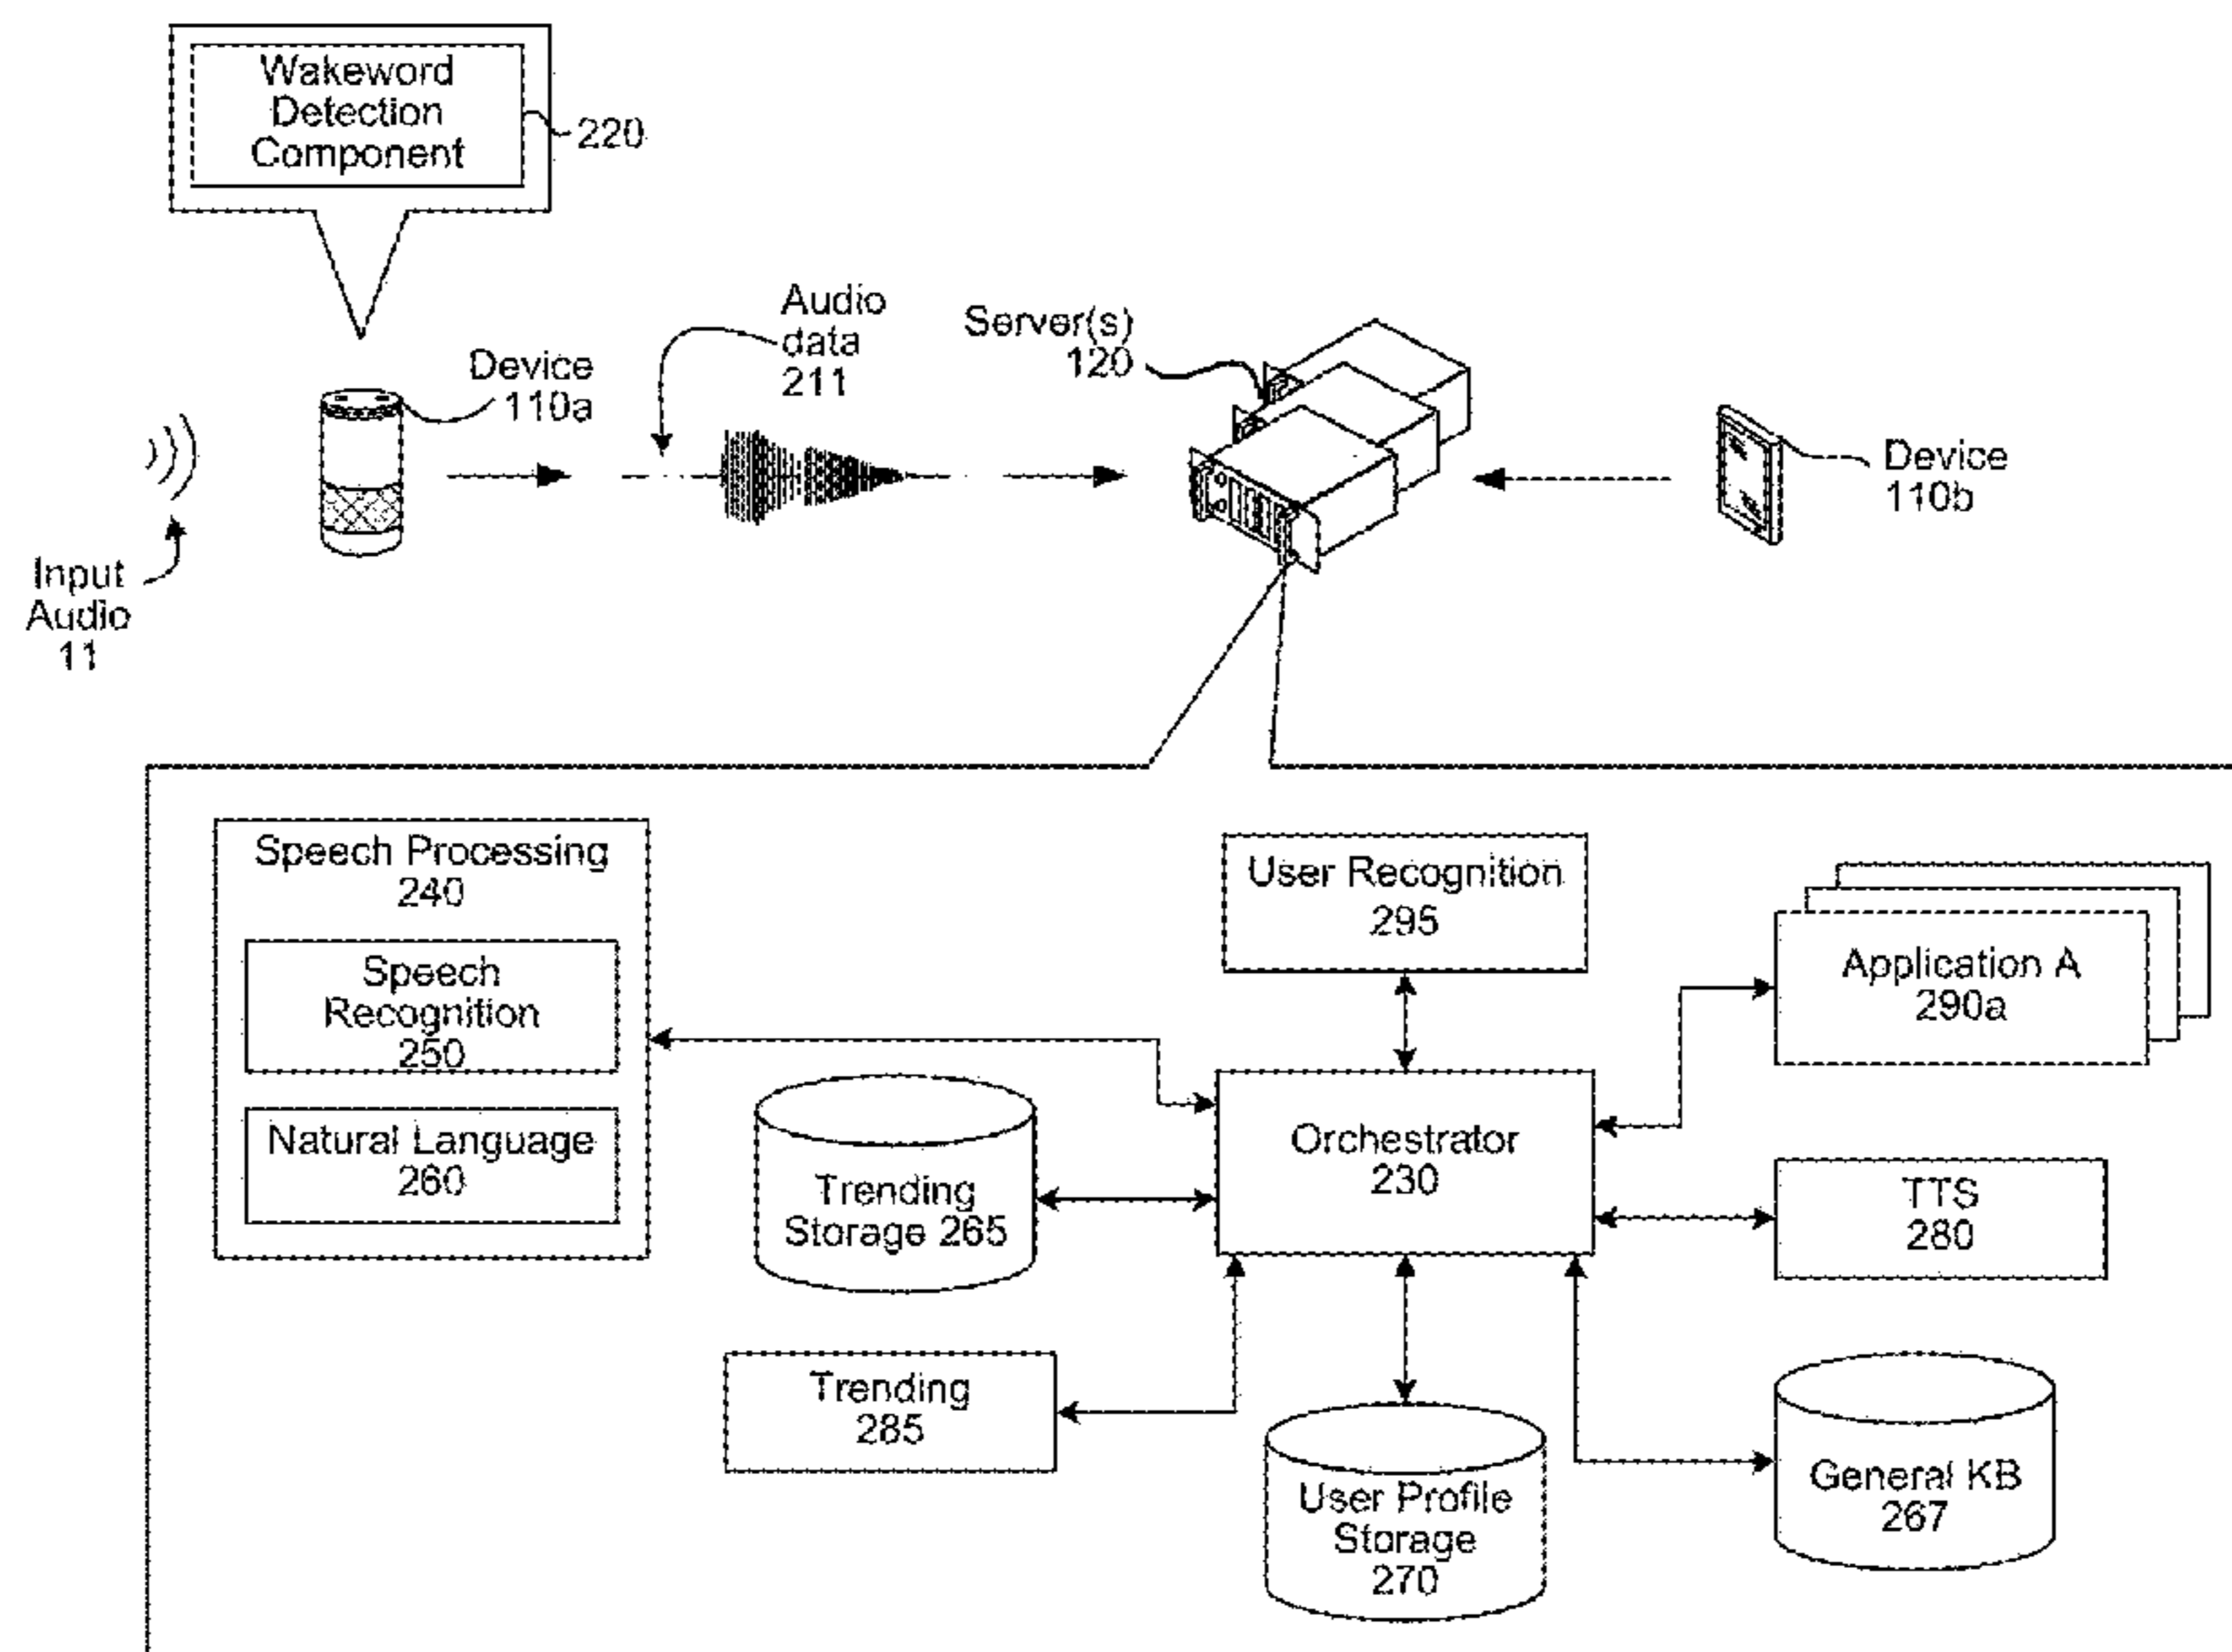 Wakeword
Detection
Component
220
Audio
data
211
Server(s)
120
Device
110a
Device
110b
Input
Audio
11
Speech Processing
240
Speech
Recognition
250
Natural Language
260
User Recognition
295
Application A
290a
Orchestrator
230
Trending
Storage 265
TTS
280
Trending
285
User Profile
Storage
270
General KB
267